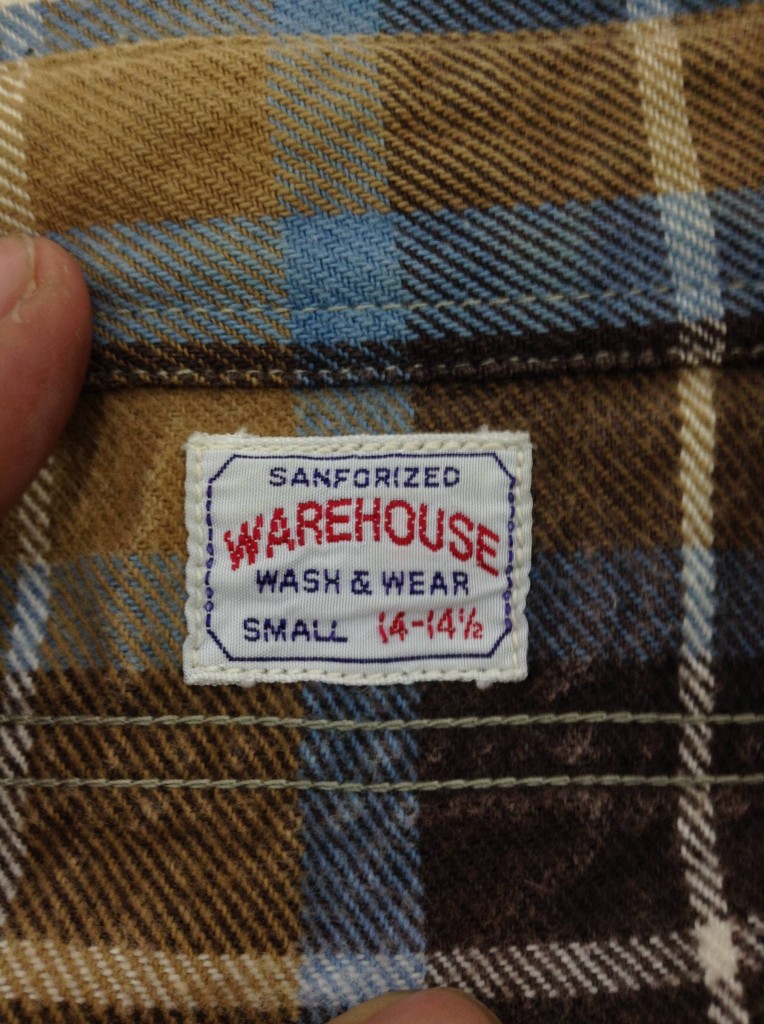 SANFORIZED
WAREHOUSE
WASH & WEAR
SMALL 14-14½